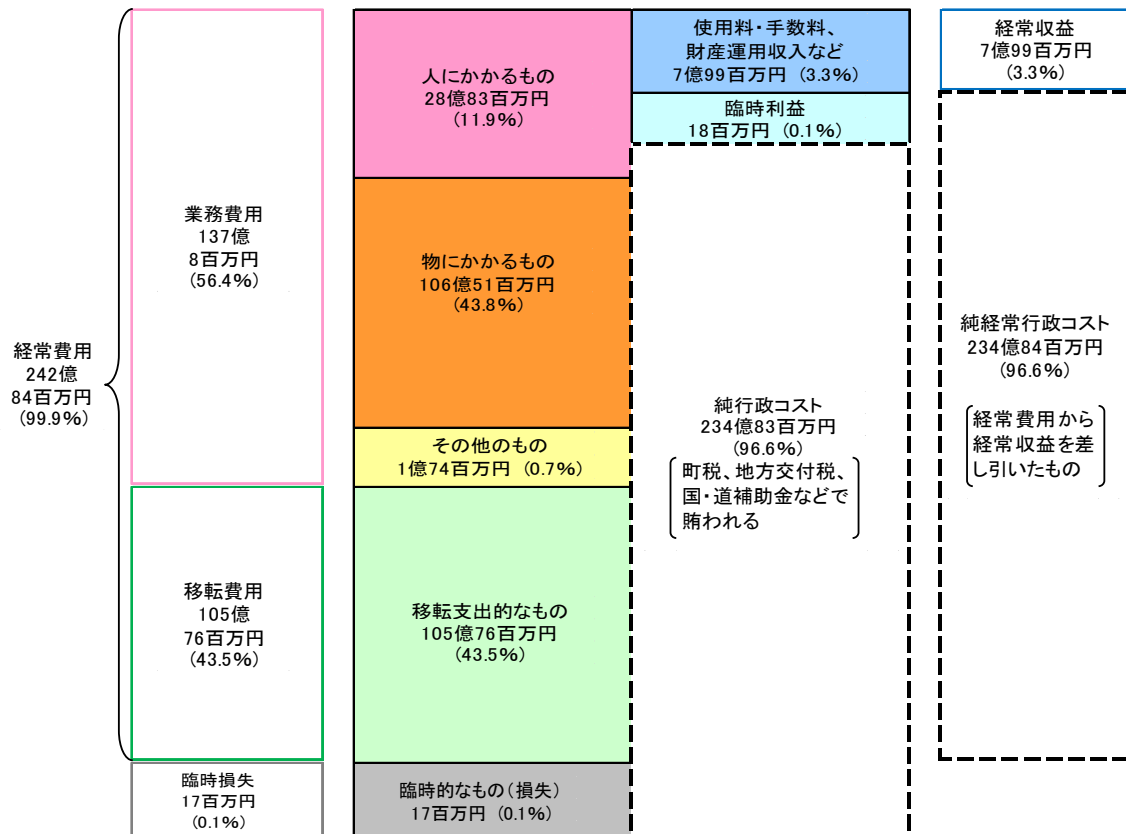 経常費用
242億
84百万円
(99.9%)
業務費用
137億
8百万円
(56.4%)
移転費用
105億
76百万円
(43.5%)
臨時損失
17百万円
(0.1%)
人にかかるもの
28億83百万円
(11.9%)
物にかかるもの
106億51百万円
(43.8%)
その他のもの
1億74百万円 (0.7%)
移転支出的なもの
105億76百万円
(43.5%)
臨時的なもの(損失)
17百万円 (0.1%)
使用料・手数料、
財産運用収入など
7億99百万円 (3.3%)
臨時利益
18百万円 (0.1%)
純行政コスト
234億83百万円
(96.6%)
町税、地方交付税、
国・道補助金などで
賄われる
経常収益
7億99百万円
(3.3%)
純経常行政コスト
234億84百万円
(96.6%)
経常費用から
経常収益を差
し引いたもの